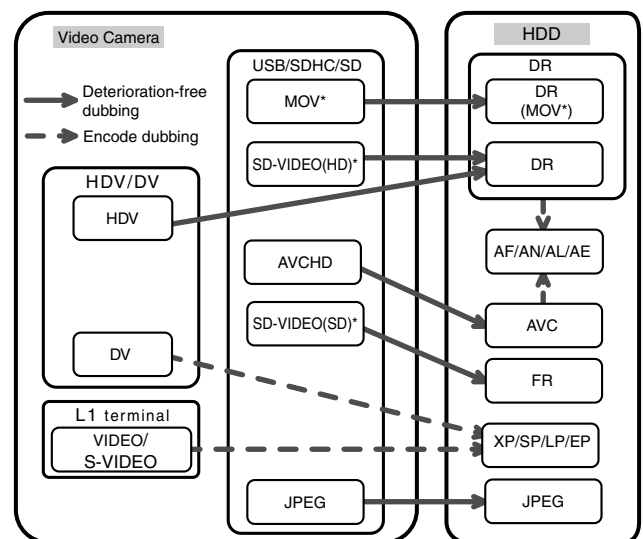 Video Camera
Deterioration-free
dubbing
Encode dubbing
HDV/DV
HDV
DV
L1 terminal
VIDEO/
S-VIDEO
USB/SDHC/SD
MOV*
SD-VIDEO(HD)*
AVCHD
SD-VIDEO(SD)*
JPEG
HDD
DR
DR
(MOV*)
DR
AF/AN/AL/AE
AVC
FR
XP/SP/LP/EP
JPEG